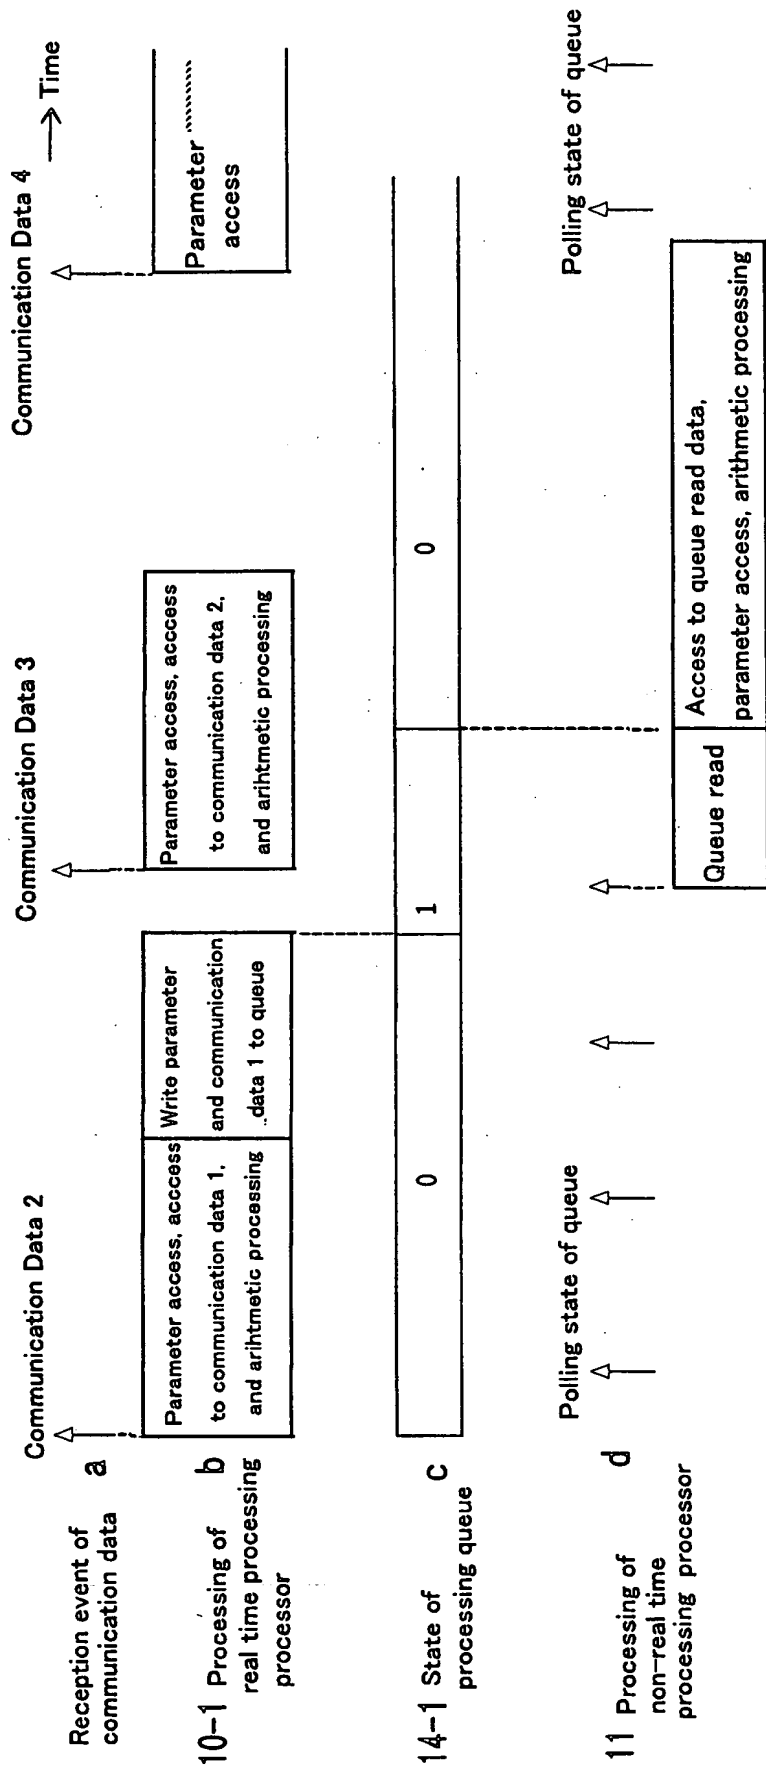 Communication Data 2
Communication Data 3
Communication Data 4
Time
Reception event of
communication data
a
10-1 Processing of
real time processing
processor
b
Parameter access, acccess
to communication data 1,
and arihtmetic processing
Write parameter
and communication
data 1 to queue
Parameter access, acccess
to communication data 2,
and arihtmetic processing
Parameter
access
14-1 State of
processing queue
c
0
1
0
11 Processing of
non-real time
processing processor
d
Polling state of queue
Polling state of queue
Queue read
Access to queue read data,
parameter access, arithmetic processing